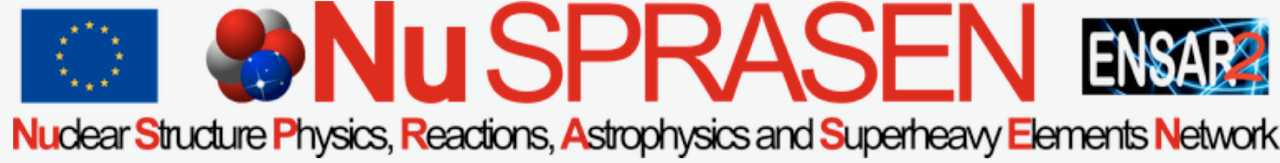 NuSPRASEN ENSAR2
Nuclear Structure Physics, Reactions, Astrophysics and Superheavy Elements Network